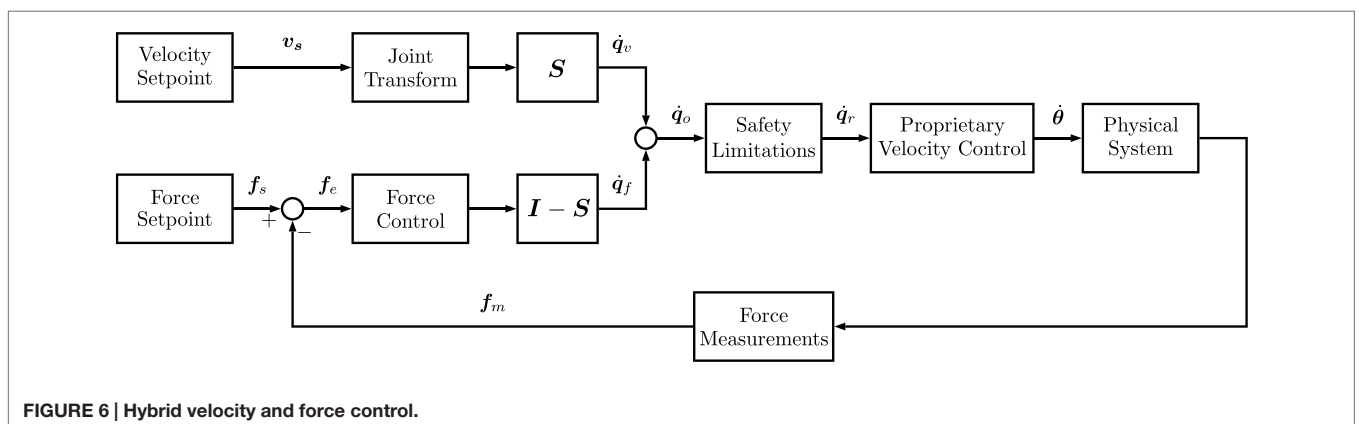 Velocity
Setpoint
v_s
Joint
Transform
S
q̇_v
Force
Setpoint
f_s
+
−
f_e
Force
Control
I − S
q̇_f
q̇_o
Safety
Limitations
q̇_r
Proprietary
Velocity Control
θ̇
Physical
System
f_m
Force
Measurements
FIGURE 6 | Hybrid velocity and force control.